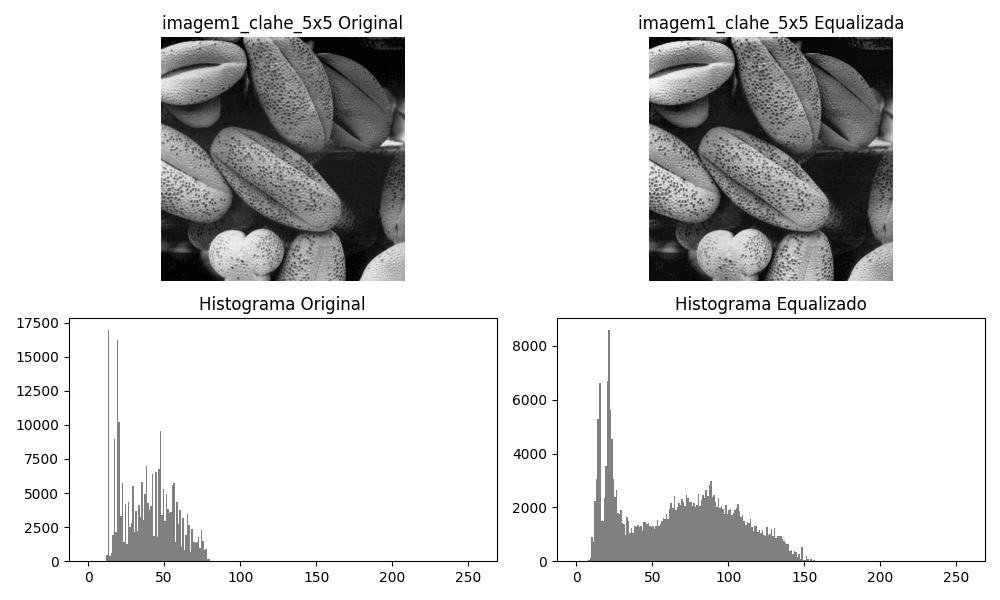 imagem1_clahe_5x5 Original
imagem1_clahe_5x5 Equalizada
Histograma Original
17500
15000
12500
10000
7500
5000
2500
0
0 50 100 150 200 250
Histograma Equalizado
8000
6000
4000
2000
0
0 50 100 150 200 250